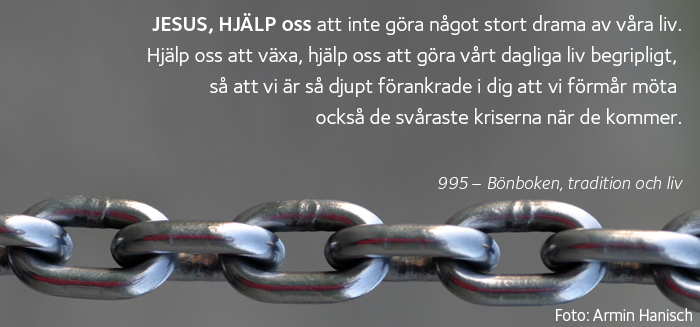 JESUS, HJÄLP oss att inte göra något stort drama av våra liv.
Hjälp oss att växa, hjälp oss att göra vårt dagliga liv begripligt,
så att vi är så djupt förankrade i dig att vi förmår möta
också de svåraste kriserna när de kommer.
995 – Bönboken, tradition och liv
Foto: Armin Hanisch